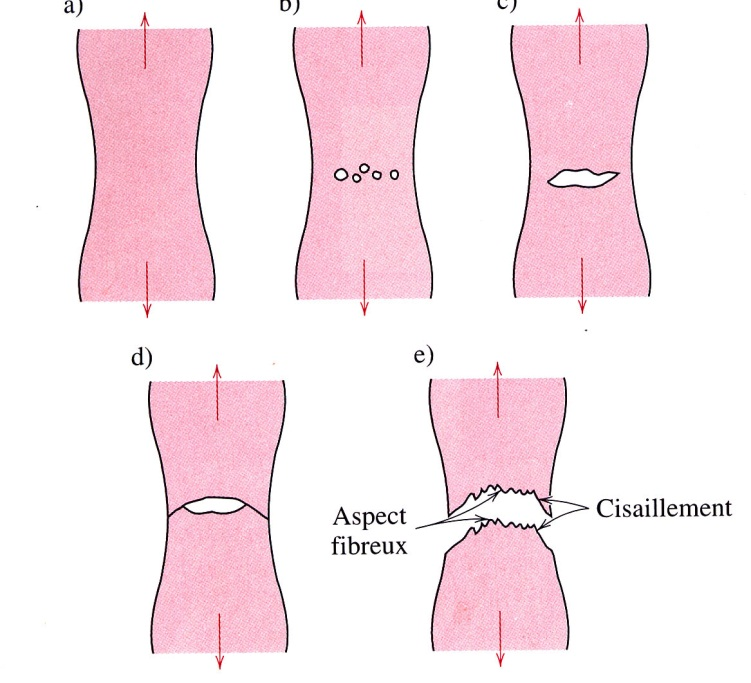 a)
b)
c)
d)
e)
Aspect
fibreux
Cisaillement